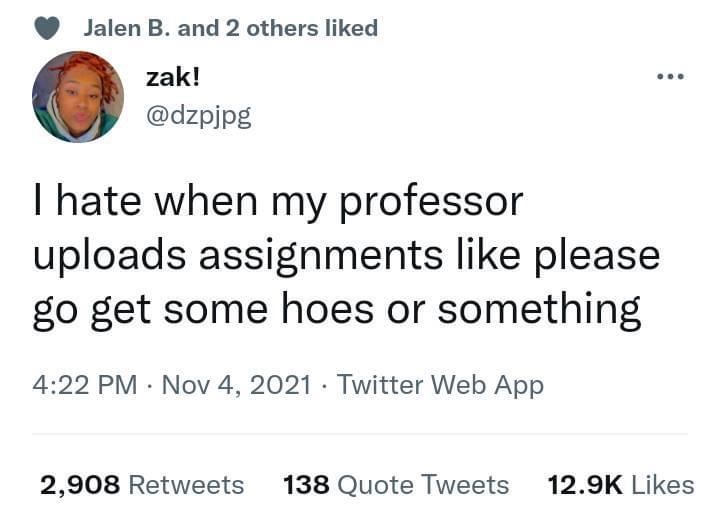 Jalen B. and 2 others liked
zak!
@dzpjpg
I hate when my professor
uploads assignments like please
go get some hoes or something
4:22 PM · Nov 4, 2021 · Twitter Web App
2,908 Retweets 138 Quote Tweets 12.9K Likes